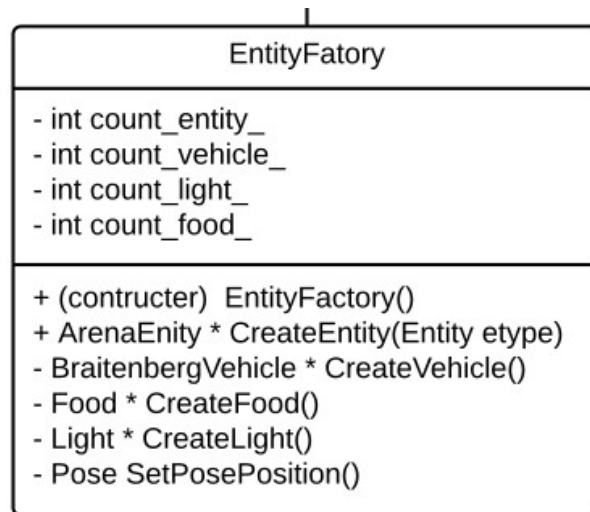 EntityFatory
- int count_entity_
- int count_vehicle_
- int count_light_
- int count_food_
+ (contructer) EntityFactory()
+ ArenaEnity * CreateEntity(Entity etype)
- BraitenbergVehicle * CreateVehicle()
- Food * CreateFood()
- Light * CreateLight()
- Pose SetPosePosition()